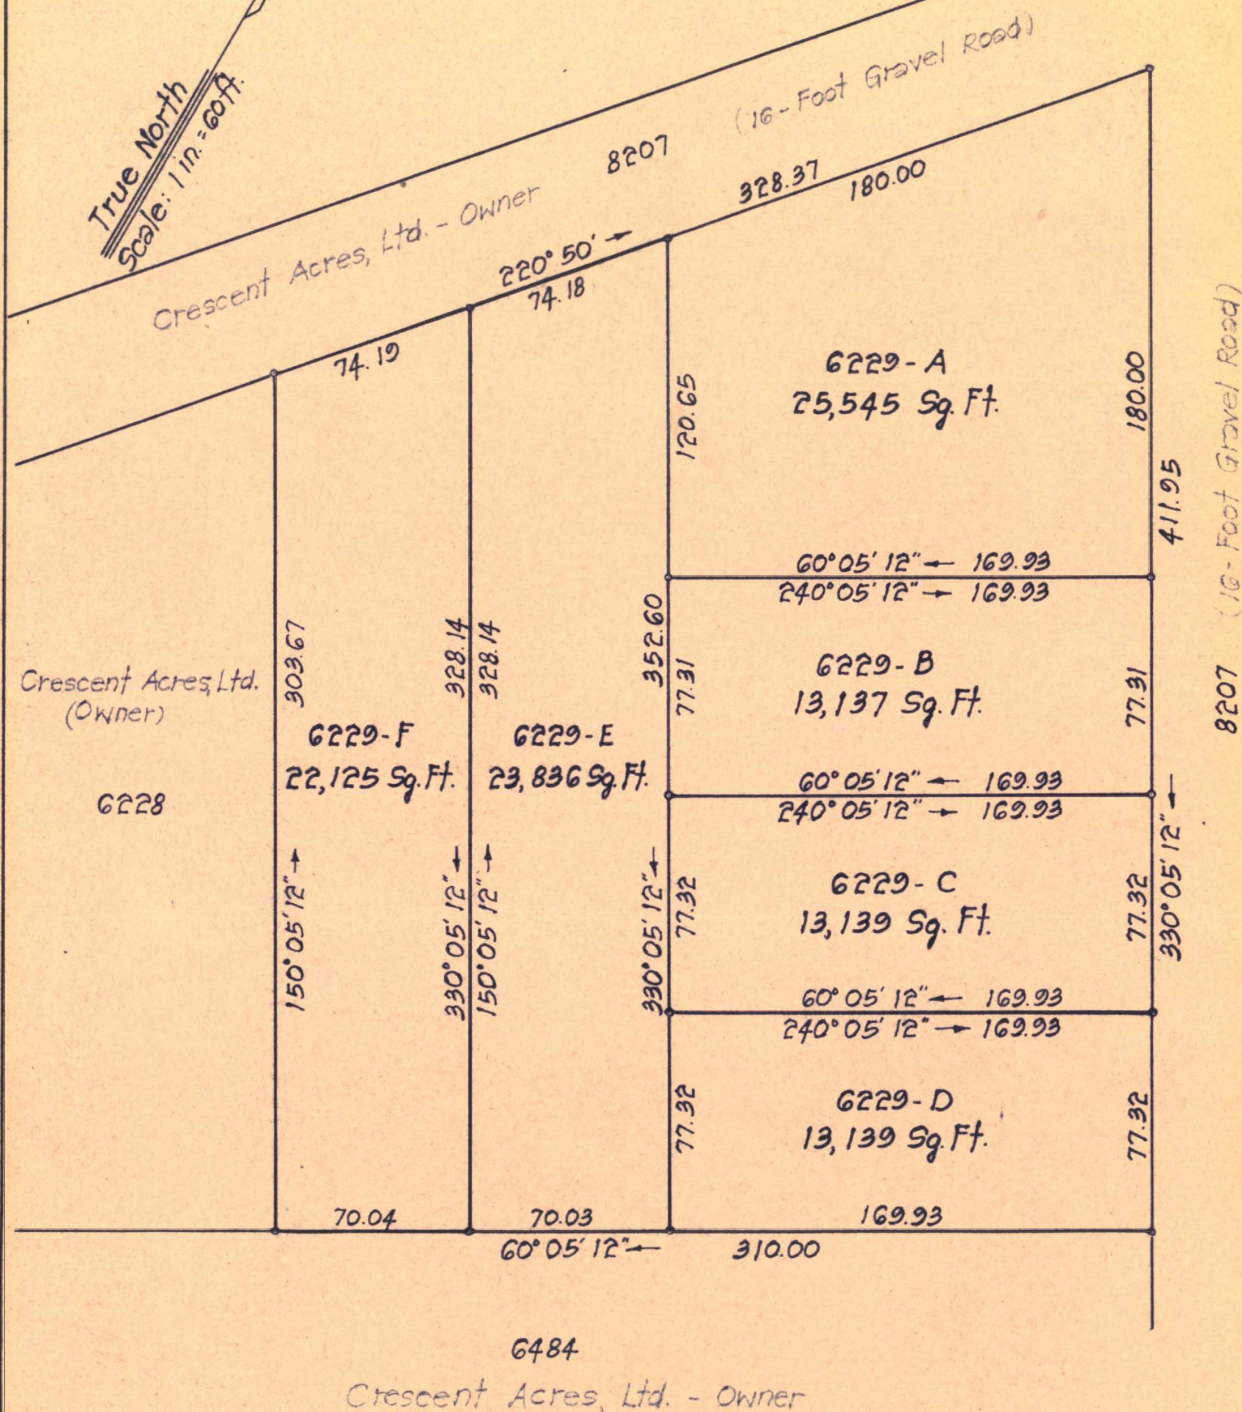 True North
Scale: 1 in. = 60 ft.
(16-Foot Gravel Road)
8207
Crescent Acres, Ltd. - Owner
328.37
180.00
220° 50' →
74.18
74.19
6229-A
25,545 Sq. Ft.
120.65
180.00
411.95
(16-Foot Gravel Road)
8207
60° 05' 12" ← 169.93
240° 05' 12" → 169.93
352.60
77.31
6229-B
13,137 Sq. Ft.
77.31
303.67
328.14
328.14
Crescent Acres, Ltd.
(Owner)
6228
6229-F
22,125 Sq. Ft.
6229-E
23,836 Sq. Ft.
60° 05' 12" ← 169.93
240° 05' 12" → 169.93
330° 05' 12" ←
150° 05' 12" →
330° 05' 12" ←
150° 05' 12" →
330° 05' 12" ←
77.32
6229-C
13,139 Sq. Ft.
77.32
60° 05' 12" ← 169.93
240° 05' 12" → 169.93
77.32
6229-D
13,139 Sq. Ft.
77.32
70.04
70.03
169.93
60° 05' 12" ←
310.00
6484
Crescent Acres, Ltd. - Owner